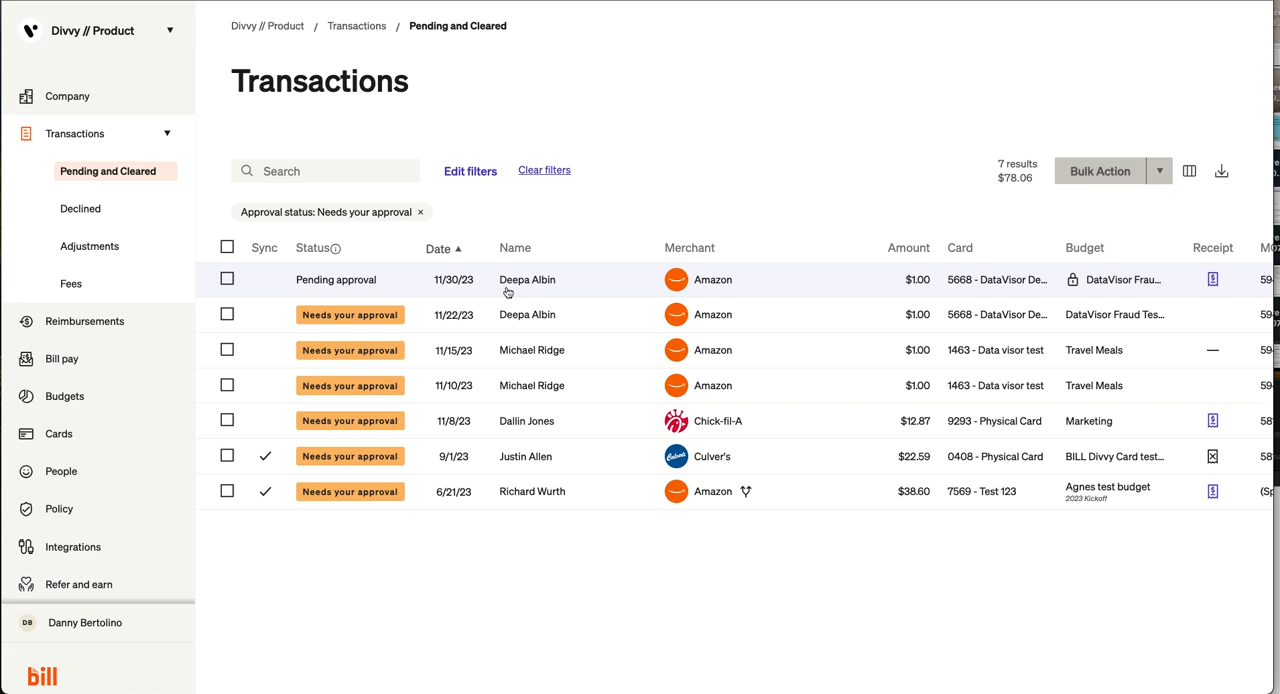 Divvy // Product
Company
Transactions
Pending and Cleared
Declined
Adjustments
Fees
Reimbursements
Bill pay
Budgets
Cards
People
Policy
Integrations
Refer and earn
DB Danny Bertolino
bill
Divvy // Product / Transactions / Pending and Cleared
Transactions
Search Edit filters Clear filters
7 results
$78.06
Bulk Action
Approval status: Needs your approval ×
Sync Status Date Name Merchant Amount Card Budget Receipt
Pending approval 11/30/23 Deepa Albin Amazon $1.00 5668 - DataVisor De... DataVisor Frau... 59
Needs your approval 11/22/23 Deepa Albin Amazon $1.00 5668 - DataVisor De... DataVisor Fraud Tes... 59
Needs your approval 11/15/23 Michael Ridge Amazon $1.00 1463 - Data visor test Travel Meals — 59
Needs your approval 11/10/23 Michael Ridge Amazon $1.00 1463 - Data visor test Travel Meals 59
Needs your approval 11/8/23 Dallin Jones Chick-fil-A $12.87 9293 - Physical Card Marketing 58
Needs your approval 9/1/23 Justin Allen Culver's $22.59 0408 - Physical Card BILL Divvy Card test... 58
Needs your approval 6/21/23 Richard Wurth Amazon $38.60 7569 - Test 123 Agnes test budget (Sp
2023 Kickoff